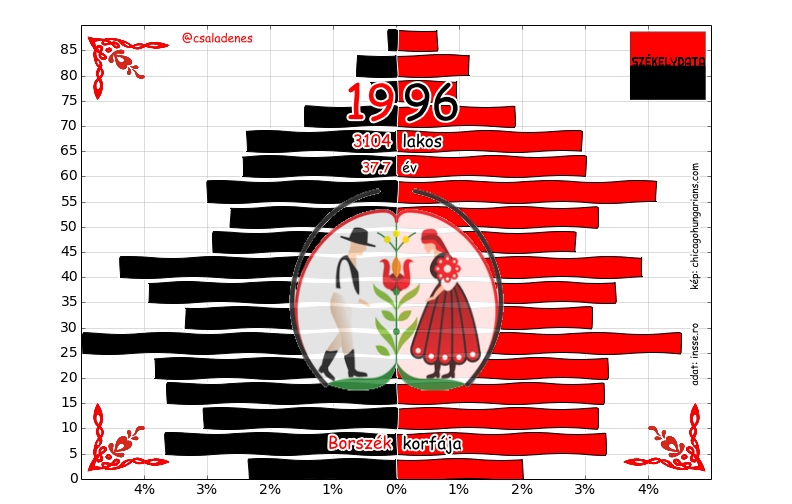 @csaladenes
SZÉKELYDATA
1996
3104 lakos
37.7 év
kép: chicagohungarians.com
adat: insse.ro
Borszék korfája
85
80
75
70
65
60
55
50
45
40
35
30
25
20
15
10
5
0
4% 3% 2% 1% 0% 1% 2% 3% 4%